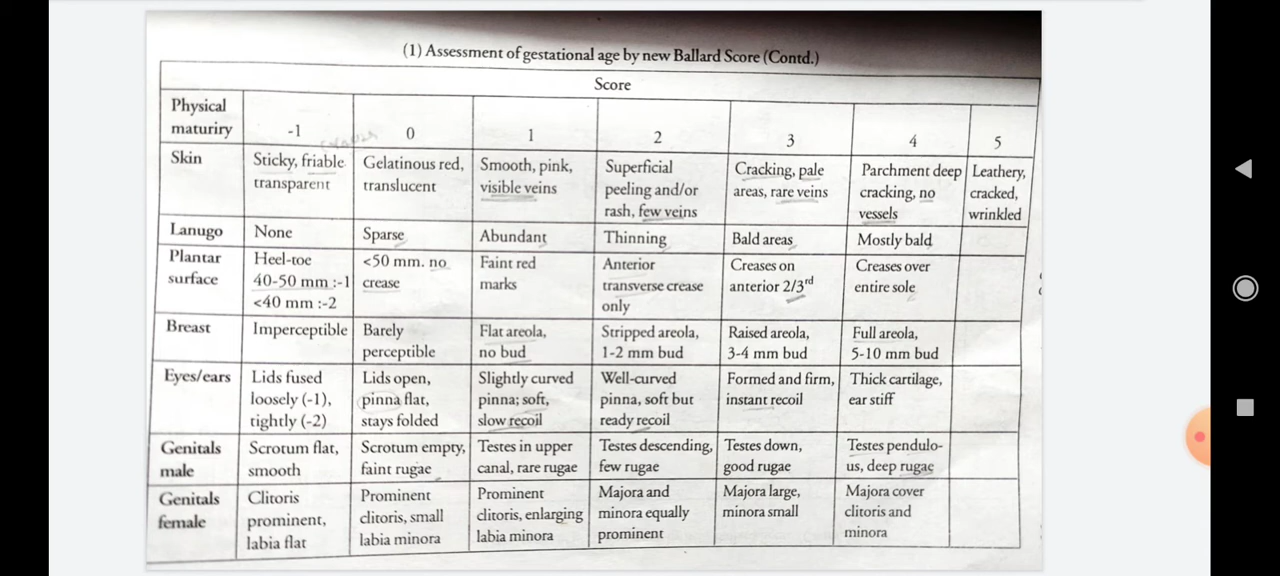 (1) Assessment of gestational age by new Ballard Score (Contd.)
Score
Physical
maturiry -1 0 1 2 3 4 5
Skin Sticky, friable Gelatinous red, Smooth, pink, Superficial Cracking, pale Parchment deep Leathery,
transparent translucent visible veins peeling and/or areas, rare veins cracking, no cracked,
rash, few veins vessels wrinkled
Lanugo None Sparse Abundant Thinning Bald areas Mostly bald
Plantar Heel-toe <50 mm. no Faint red Anterior Creases on Creases over
surface 40-50 mm :-1 crease marks transverse crease anterior 2/3rd entire sole
<40 mm :-2 only
Breast Imperceptible Barely Flat areola, Stripped areola, Raised areola, Full areola,
perceptible no bud 1-2 mm bud 3-4 mm bud 5-10 mm bud
Eyes/ears Lids fused Lids open, Slightly curved Well-curved Formed and firm, Thick cartilage,
loosely (-1), pinna flat, pinna; soft, pinna, soft but instant recoil ear stiff
tightly (-2) stays folded slow recoil ready recoil
Genitals Scrotum flat, Scrotum empty, Testes in upper Testes descending, Testes down, Testes pendulo-
male smooth faint rugae canal, rare rugae few rugae good rugae us, deep rugae
Genitals Clitoris Prominent Prominent Majora and Majora large, Majora cover
female prominent, clitoris, small clitoris, enlarging minora equally minora small clitoris and
labia flat labia minora labia minora prominent minora